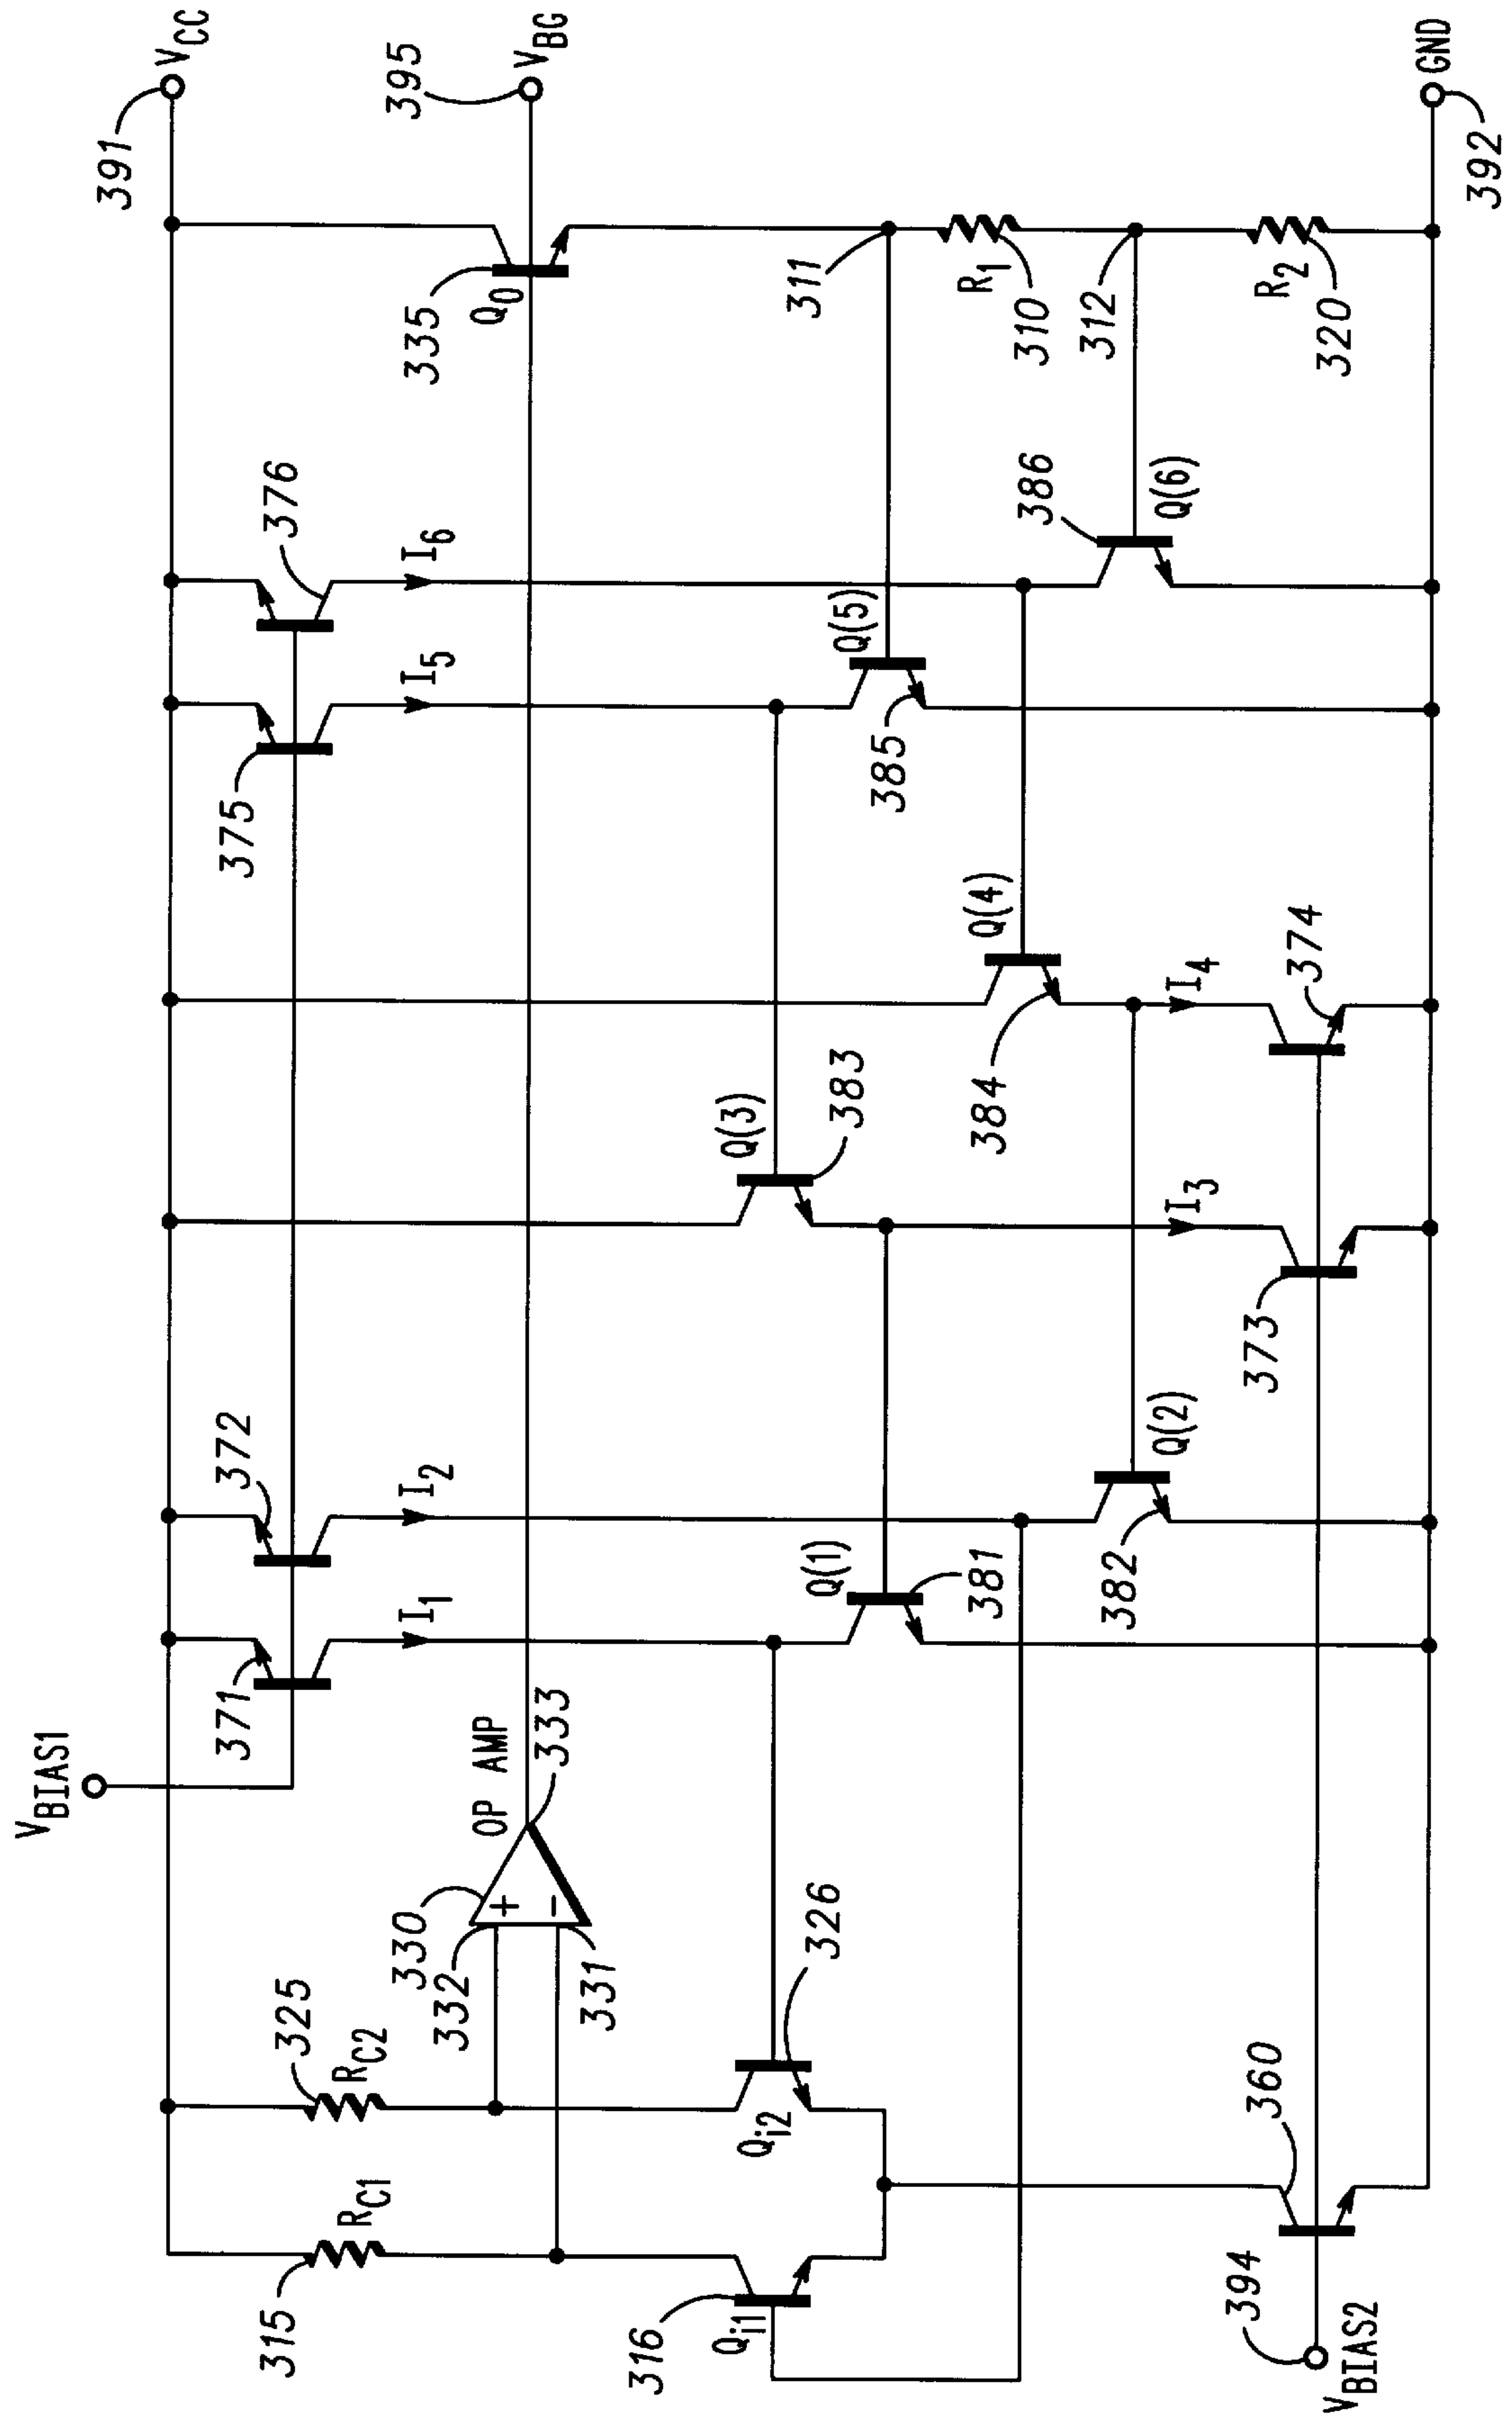 V_BIAS1
391
V_CC
371
372
375
376
I_1
I_2
I_5
I_6
315
R_C1
325
R_C2
330
332
331
+
−
OP AMP
333
335
Q_0
395
V_BG
316
Q_i1
Q_i2
326
Q(1)
381
Q(3)
383
Q(5)
385
311
R_1
310
312
382
Q(2)
384
Q(4)
386
Q(6)
I_3
I_4
R_2
320
394
V_BIAS2
360
373
374
GND
392